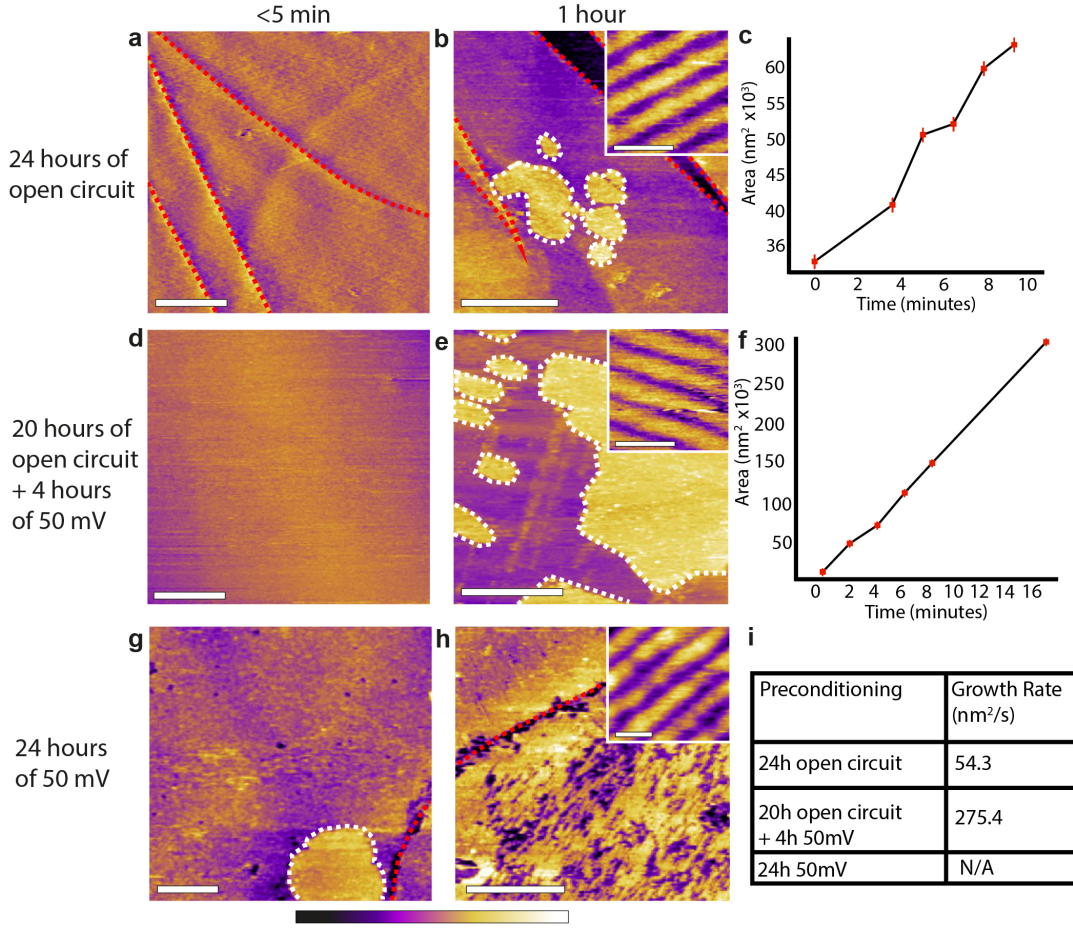 <5 min
1 hour
a
b
c
24 hours of
open circuit
Area (nm² x10³)
60
55
50
45
40
36
0
2
4
6
8
10
Time (minutes)
d
e
f
20 hours of
open circuit
+ 4 hours
of 50 mV
Area (nm² x10³)
300
250
200
150
100
50
0
2
4
6
8
10
12
14
16
Time (minutes)
g
h
i
24 hours
of 50 mV
Preconditioning
Growth Rate
(nm²/s)
24h open circuit
54.3
20h open circuit
+ 4h 50mV
275.4
24h 50mV
N/A